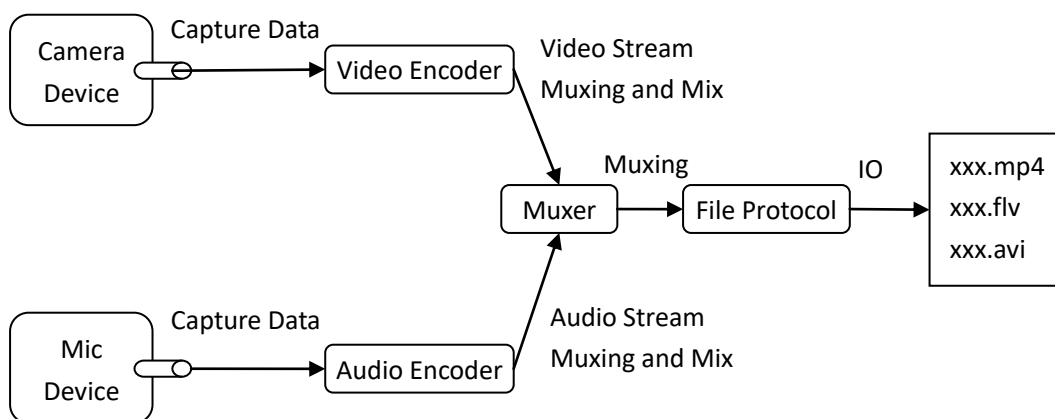 Camera
Device
Capture Data
Video Encoder
Video Stream
Muxing and Mix
Muxer
Muxing
File Protocol
IO
xxx.mp4
xxx.flv
xxx.avi
Mic
Device
Capture Data
Audio Encoder
Audio Stream
Muxing and Mix